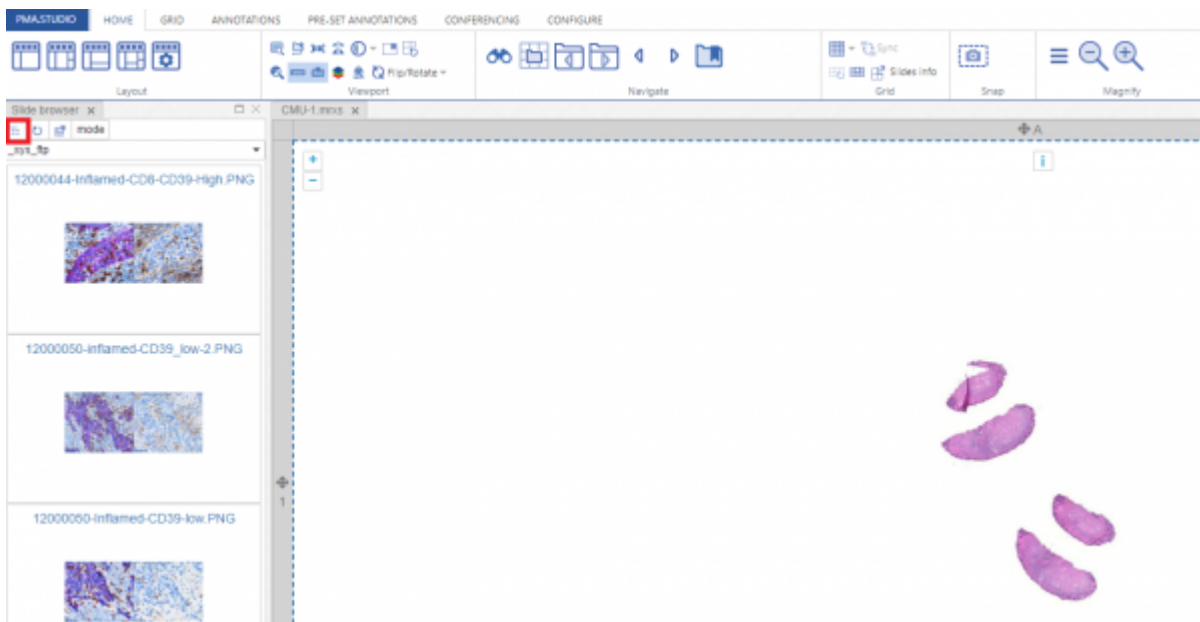 PMA.STUDIO HOME GRID ANNOTATIONS PRE-SET ANNOTATIONS CONFERENCING CONFIGURE
Sync
Flip/Rotate
Slides info
Layout Viewport Navigate Grid Snap Magnify
Slide browser x CMU-1.mrxs x
mode
A
_sys_ftp
+
i
−
12000044-Inflamed-CD8-CD39-High.PNG
12000050-inflamed-CD39_low-2.PNG
1
12000050-Inflamed-CD39-low.PNG